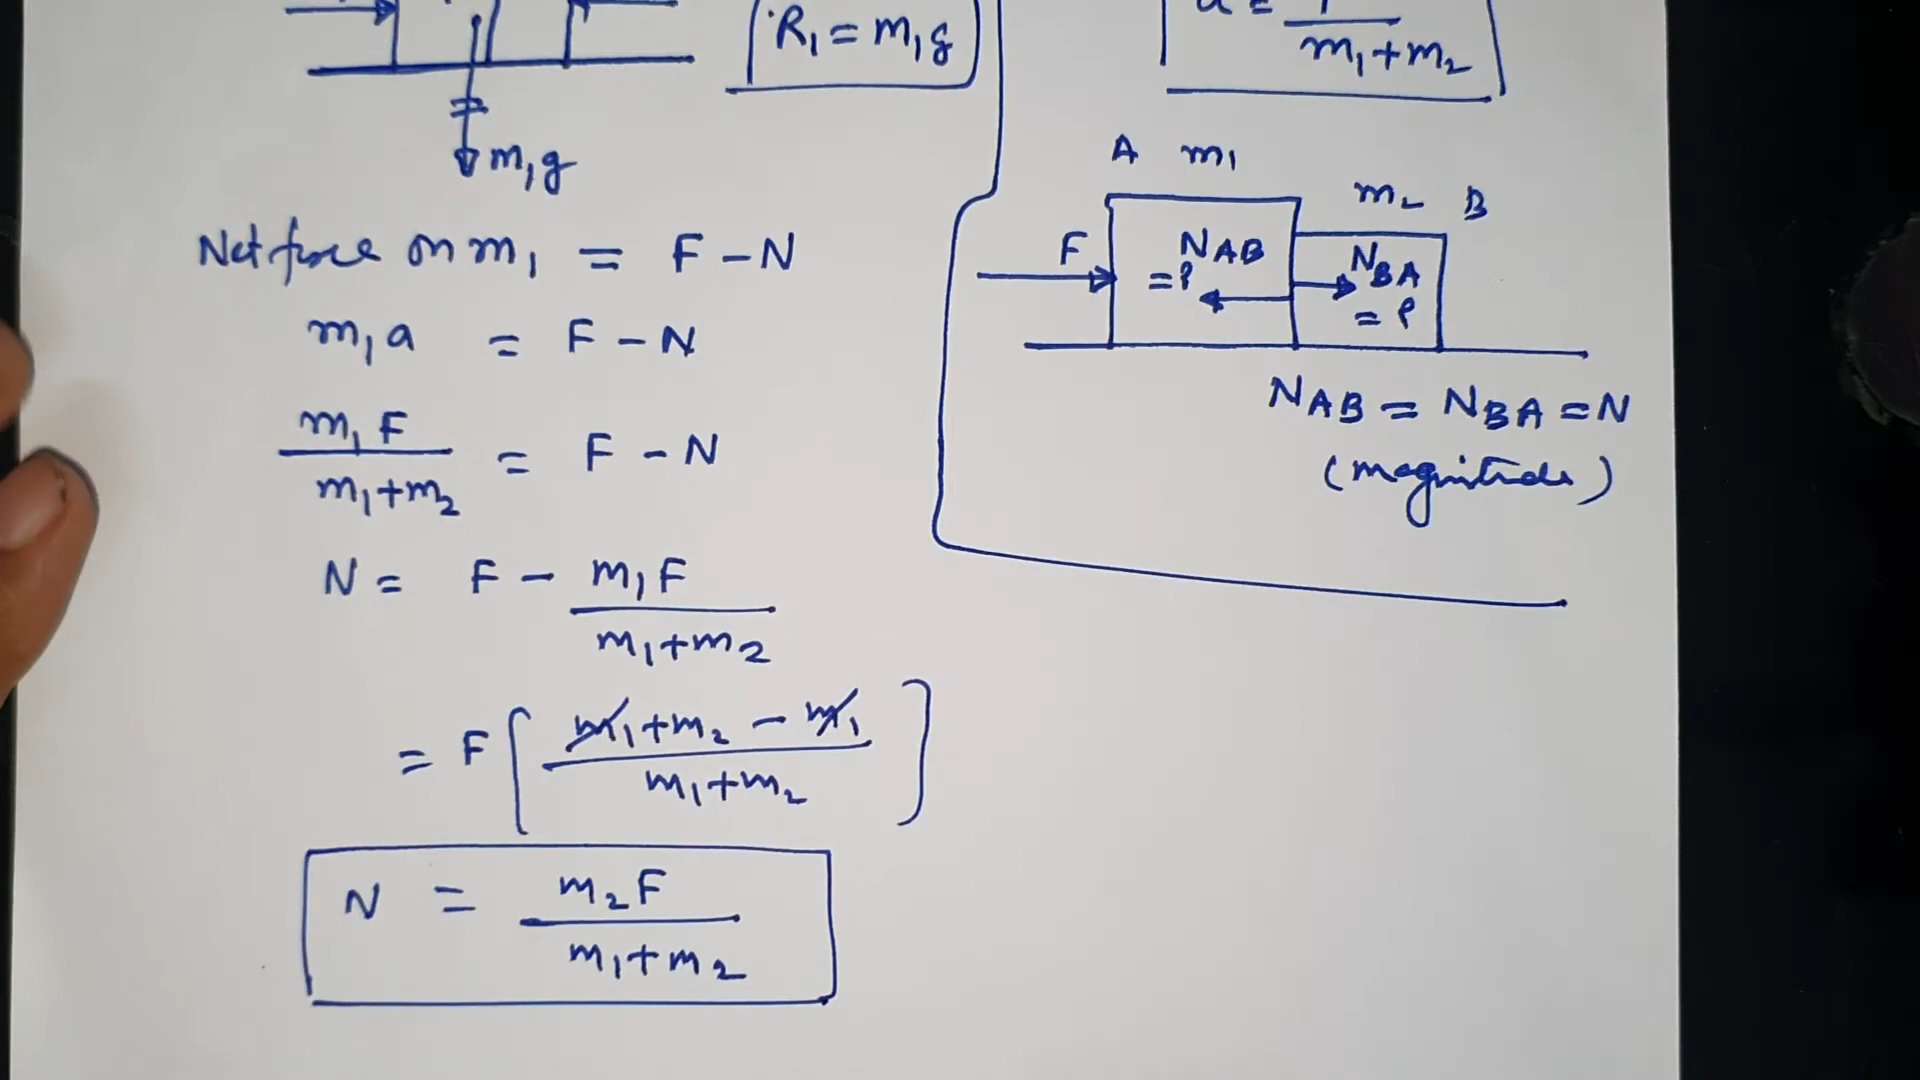 R₁ = m₁g
m₁+m₂
m₁g
Net force on m₁ = F - N
m₁a = F - N
m₁F / m₁+m₂ = F - N
N = F - m₁F / m₁+m₂
= F [ m₁+m₂ - m₁ / m₁+m₂ ]
N = m₂F / m₁+m₂
A m₁
m₂ B
F
N_AB
= ?
N_BA
= ?
N_AB = N_BA = N
(magnitude)